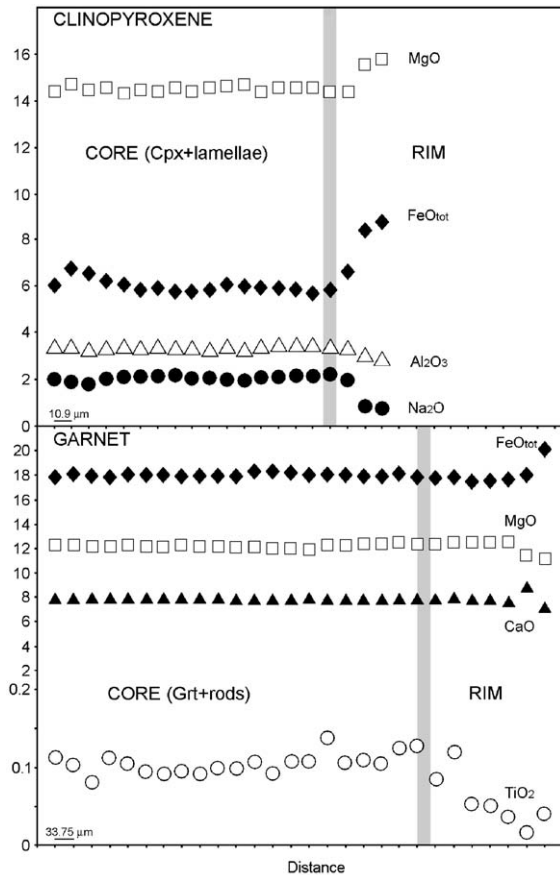 CLINOPYROXENE
16
MgO
14
12
CORE (Cpx+lamellae) RIM
10
FeOtot
8
6
4
Al2O3
2
Na2O
10.9 µm
0
GARNET
FeOtot
20
18
16
14
MgO
12
10
8
CaO
6
4
2
0.2
CORE (Grt+rods) RIM
0.1
TiO2
33.75 µm
0
Distance